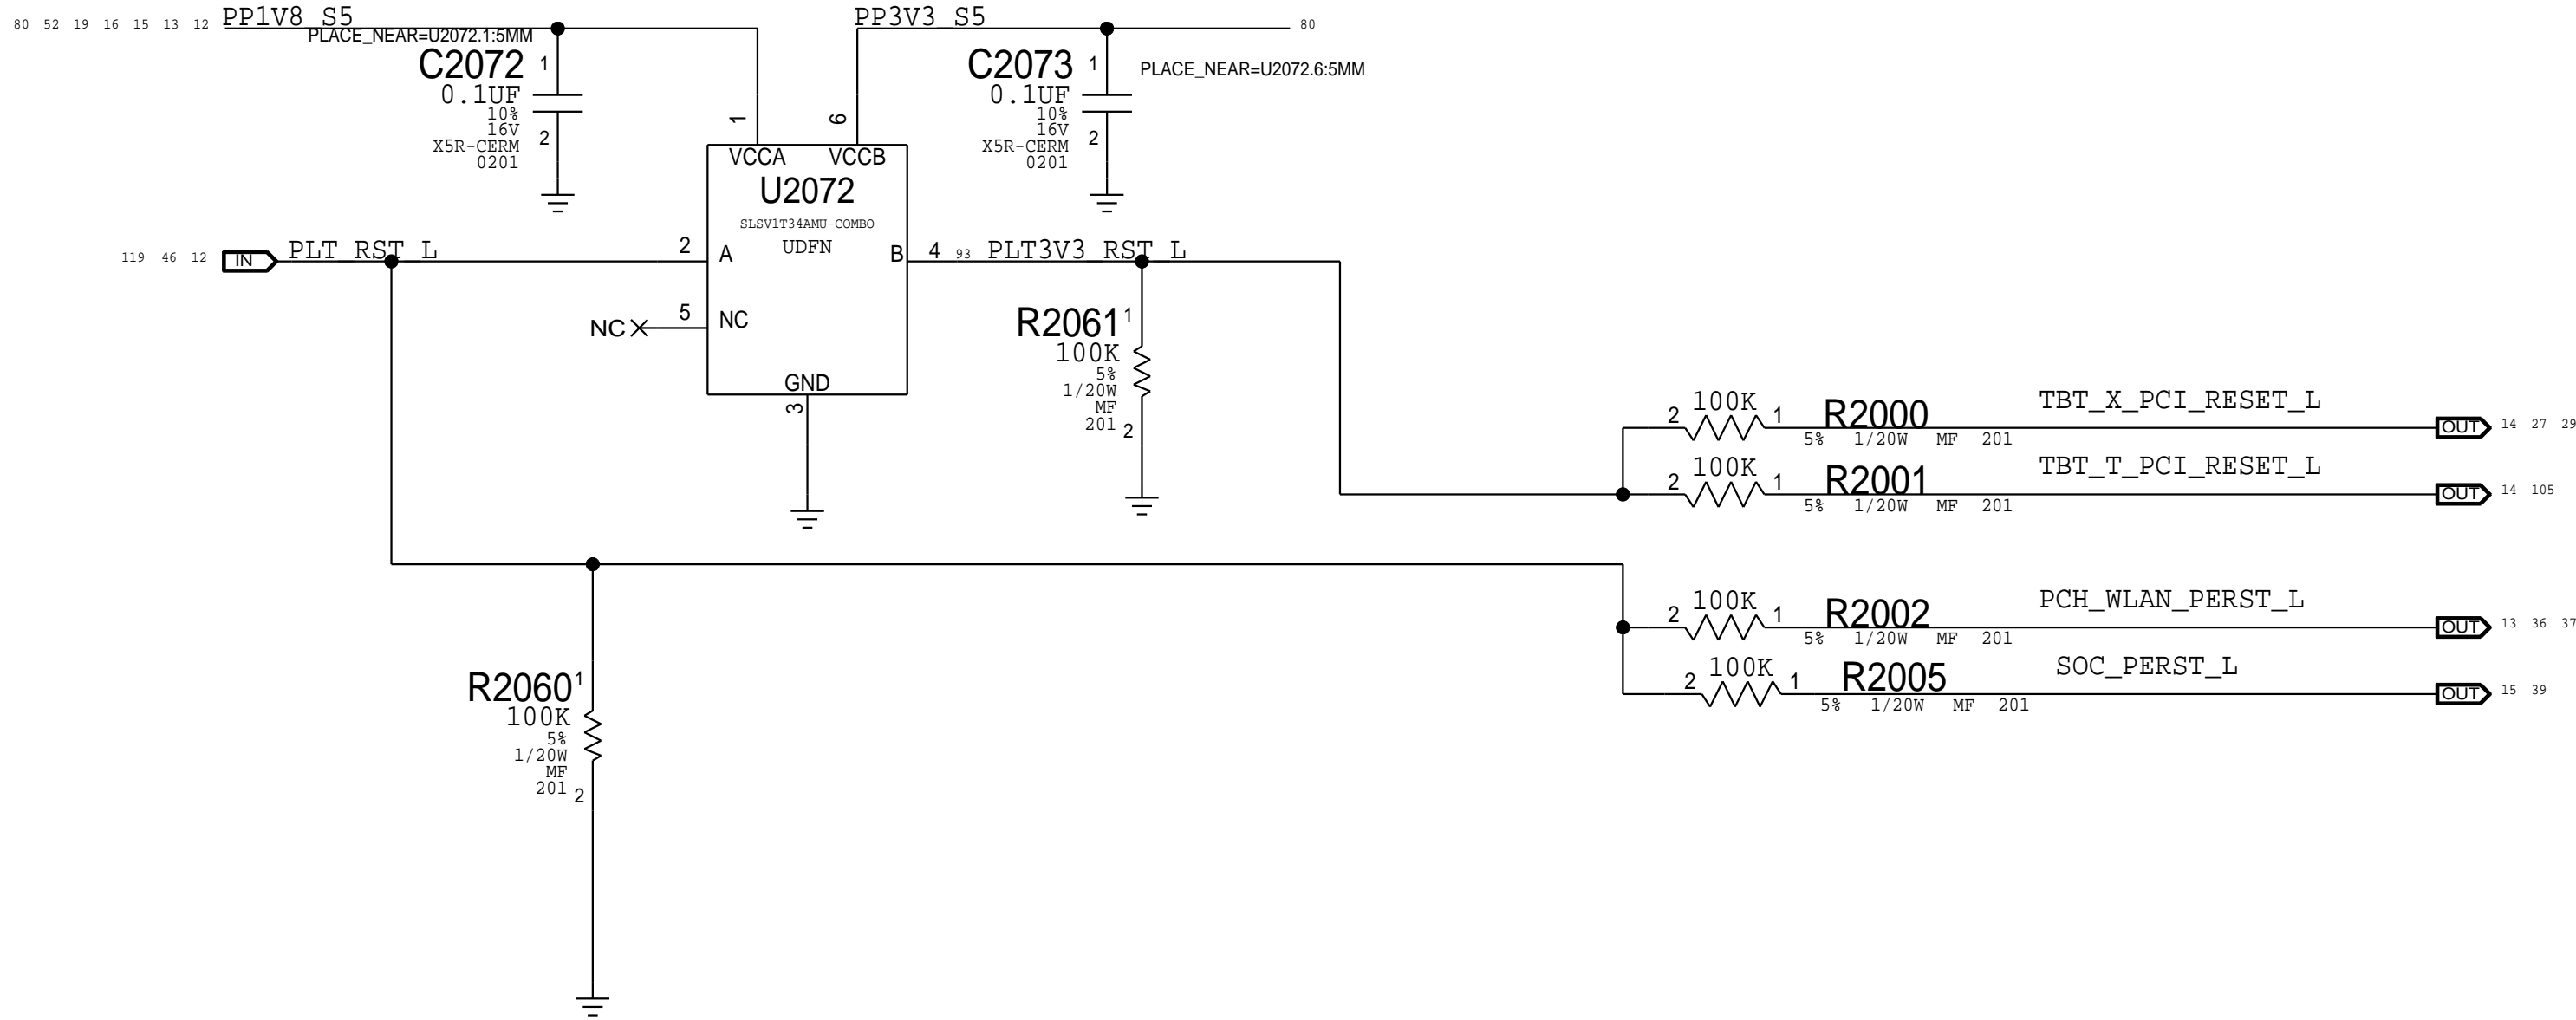 80 52 19 16 15 13 12 PP1V8_S5
PLACE_NEAR=U2072.1:5MM
C2072 1
0.1UF
10%
16V
X5R-CERM
0201
2
PP3V3_S5 80
C2073 1
PLACE_NEAR=U2072.6:5MM
0.1UF
10%
16V
X5R-CERM
0201
2
1 6
VCCA VCCB
U2072
SLSV1T34AMU-COMBO
UDFN
119 46 12 IN PLT_RST_L 2 A
B 4 93 PLT3V3_RST_L
NC 5 NC
GND
3
R2061 1
100K
5%
1/20W
MF
201
2
2 100K 1 R2000 TBT_X_PCI_RESET_L OUT 14 27 29
5% 1/20W MF 201
2 100K 1 R2001 TBT_T_PCI_RESET_L OUT 14 105
5% 1/20W MF 201
2 100K 1 R2002 PCH_WLAN_PERST_L OUT 13 36 37
5% 1/20W MF 201
2 100K 1 R2005 SOC_PERST_L OUT 15 39
5% 1/20W MF 201
R2060 1
100K
5%
1/20W
MF
201
2